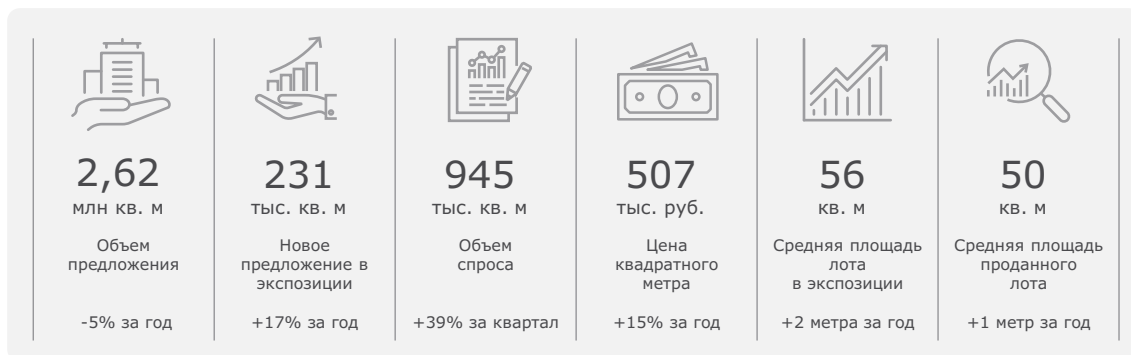 2,62
млн кв. м
Объем
предложения
-5% за год
231
тыс. кв. м
Новое
предложение в
экспозиции
+17% за год
945
тыс. кв. м
Объем
спроса
+39% за квартал
507
тыс. руб.
Цена
квадратного
метра
+15% за год
56
кв. м
Средняя площадь
лота
в экспозиции
+2 метра за год
50
кв. м
Средняя площадь
проданного
лота
+1 метр за год